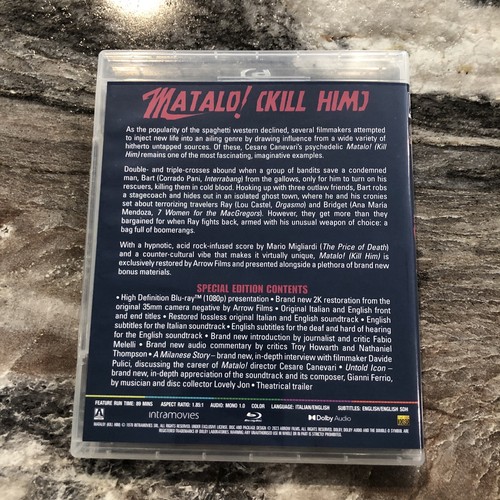 MATALO! (KILL HIM)
As the popularity of the spaghetti western declined, several filmmakers attempted
to inject new life into an ailing genre by drawing influence from a wide variety of
hitherto untapped sources. Of these, Cesare Canevari's psychedelic Matalo! (Kill
Him) remains one of the most fascinating, imaginative examples.
Double- and triple-crosses abound when a group of bandits save a condemned
man, Bart (Corrado Pani, Interrabang) from the gallows, only for him to turn on his
rescuers, killing them in cold blood. Hooking up with three outlaw friends, Bart robs
a stagecoach and hides out in an isolated ghost town, where he and his cronies
set about terrorizing travelers Ray (Lou Castel, Orgasmo) and Bridget (Ana Maria
Mendoza, 7 Women for the MacGregors). However, they get more than they
bargained for when Ray fights back, armed with his unusual weapon of choice: a
bag full of boomerangs.
With a hypnotic, acid rock-infused score by Mario Migliardi (The Price of Death)
and a counter-cultural vibe that makes it virtually unique, Matalo! (Kill Him) is
exclusively restored by Arrow Films and presented alongside a plethora of brand new
bonus materials.
SPECIAL EDITION CONTENTS
• High Definition Blu-ray™ (1080p) presentation • Brand new 2K restoration from the
original 35mm camera negative by Arrow Films • Original Italian and English front
and end titles • Restored lossless original Italian and English soundtrack • English
subtitles for the Italian soundtrack • English subtitles for the deaf and hard of hearing
for the English soundtrack • Brand new introduction by journalist and critic Fabio
Melelli • Brand new audio commentary by critics Troy Howarth and Nathaniel
Thompson • A Milanese Story – brand new, in-depth interview with filmmaker Davide
Pulici, discussing the career of Matalo! director Cesare Canevari • Untold Icon –
brand new, in-depth appreciation of the soundtrack and its composer, Gianni Ferrio,
by musician and disc collector Lovely Jon • Theatrical trailer
FEATURE RUN TIME: 89 MINS ASPECT RATIO: 1.85:1 AUDIO: MONO 1.0 COLOR LANGUAGE: ITALIAN/ENGLISH SUBTITLES: ENGLISH/ENGLISH SDH
ARROW intramovies Blu-ray Disc Dolby Audio